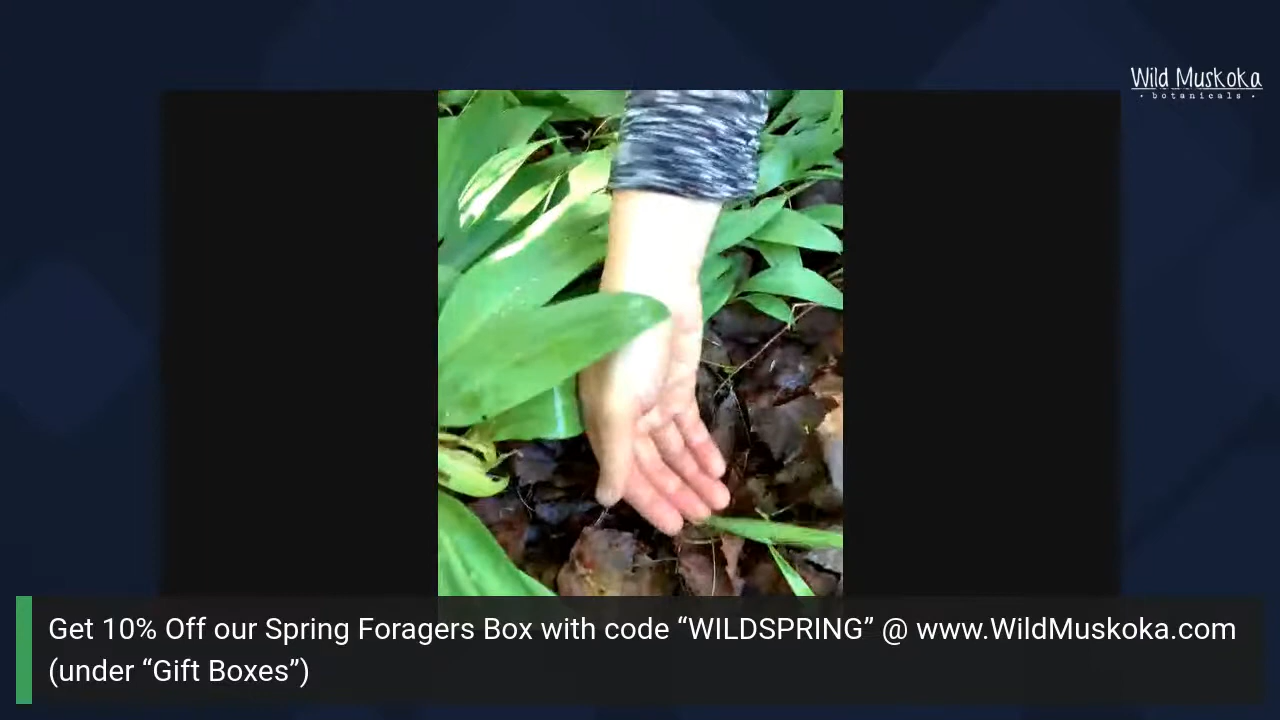 Wild Muskoka
• botanicals •
Get 10% Off our Spring Foragers Box with code “WILDSPRING” @ www.WildMuskoka.com
(under “Gift Boxes”)